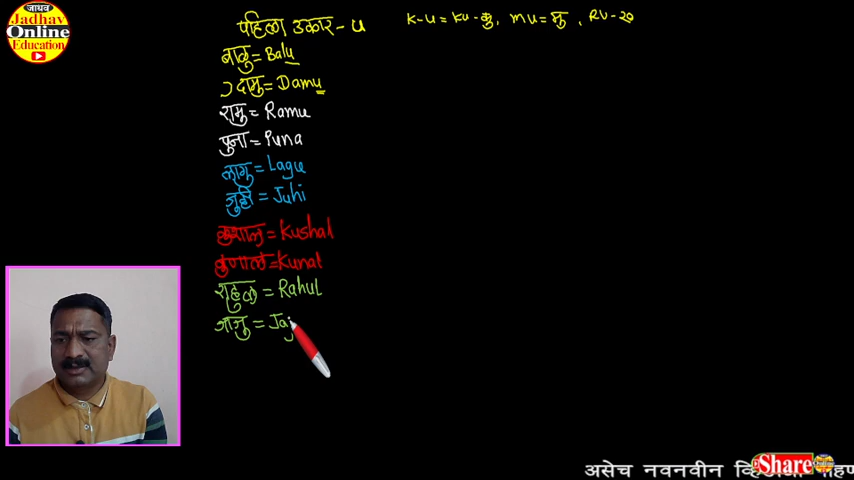 जाधव
Jadhav
Online
Education
पहिला उकार - u
K-U = KU - कु, mu = मु, RU - रु
बाळु = Balu
दामु = Damu
रामु = Ramu
पुना = Puna
लागु = Lagu
जुही = Juhi
कुशाल = Kushal
कुणाल = Kunal
राहुल = Rahul
जाजु = Jaj
असेच नवनवीन व्हि
Share